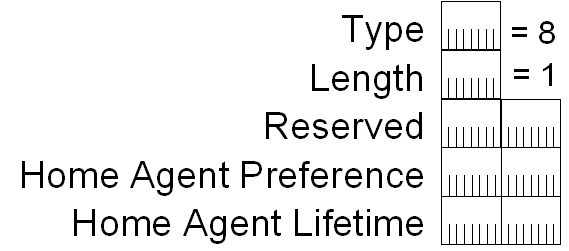 Type = 8
Length = 1
Reserved
Home Agent Preference
Home Agent Lifetime